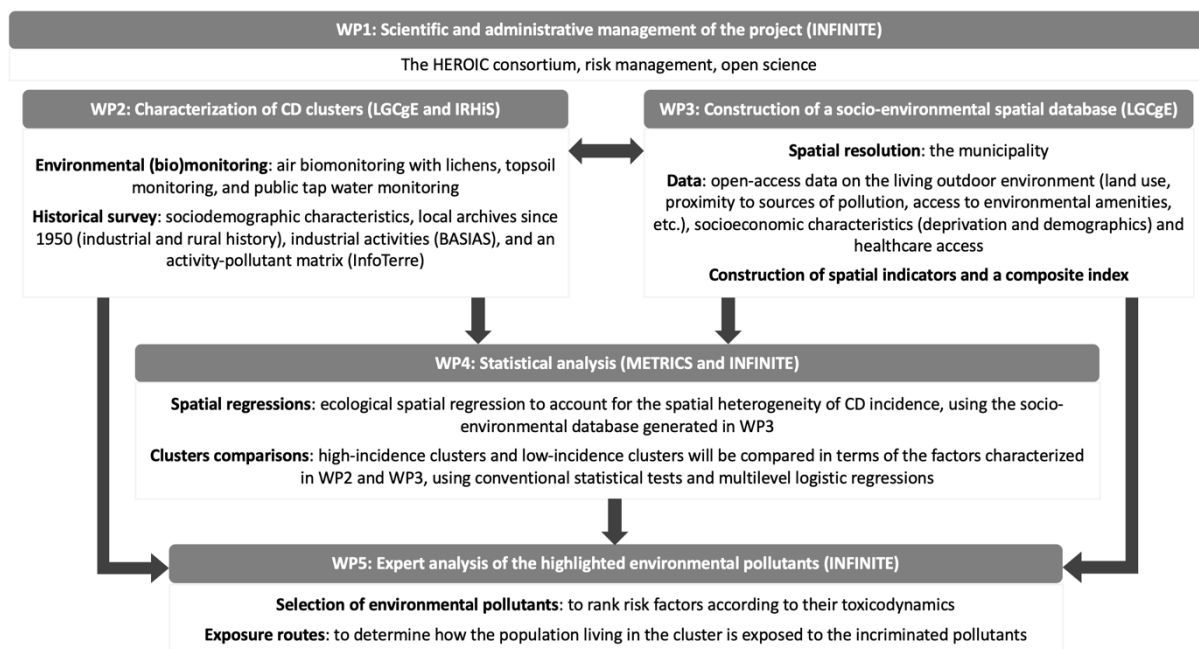 WP1: Scientific and administrative management of the project (INFINITE)
The HEROIC consortium, risk management, open science
WP2: Characterization of CD clusters (LGCgE and IRHiS)
Environmental (bio)monitoring: air biomonitoring with lichens, topsoil
monitoring, and public tap water monitoring
Historical survey: sociodemographic characteristics, local archives since
1950 (industrial and rural history), industrial activities (BASIAS), and an
activity-pollutant matrix (InfoTerre)
WP3: Construction of a socio-environmental spatial database (LGCgE)
Spatial resolution: the municipality
Data: open-access data on the living outdoor environment (land use,
proximity to sources of pollution, access to environmental amenities,
etc.), socioeconomic characteristics (deprivation and demographics) and
healthcare access
Construction of spatial indicators and a composite index
WP4: Statistical analysis (METRICS and INFINITE)
Spatial regressions: ecological spatial regression to account for the spatial heterogeneity of CD incidence, using the socio-
environmental database generated in WP3
Clusters comparisons: high-incidence clusters and low-incidence clusters will be compared in terms of the factors characterized
in WP2 and WP3, using conventional statistical tests and multilevel logistic regressions
WP5: Expert analysis of the highlighted environmental pollutants (INFINITE)
Selection of environmental pollutants: to rank risk factors according to their toxicodynamics
Exposure routes: to determine how the population living in the cluster is exposed to the incriminated pollutants